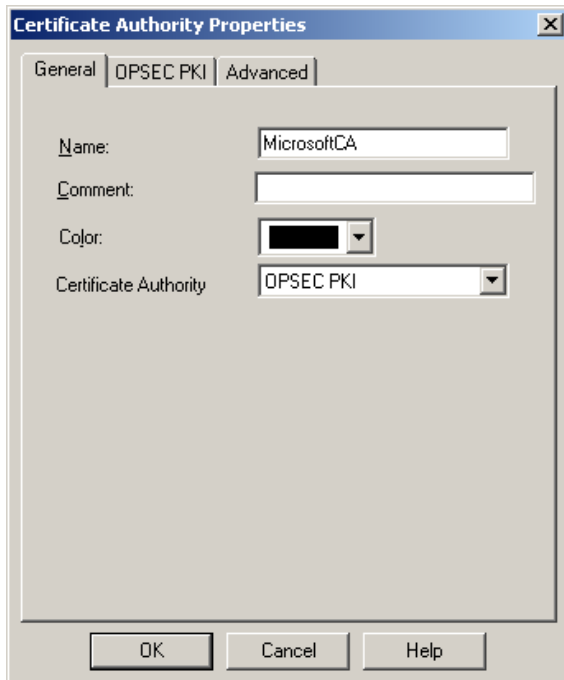 Certificate Authority Properties
General OPSEC PKI Advanced
Name: MicrosoftCA
Comment:
Color:
Certificate Authority OPSEC PKI
OK Cancel Help